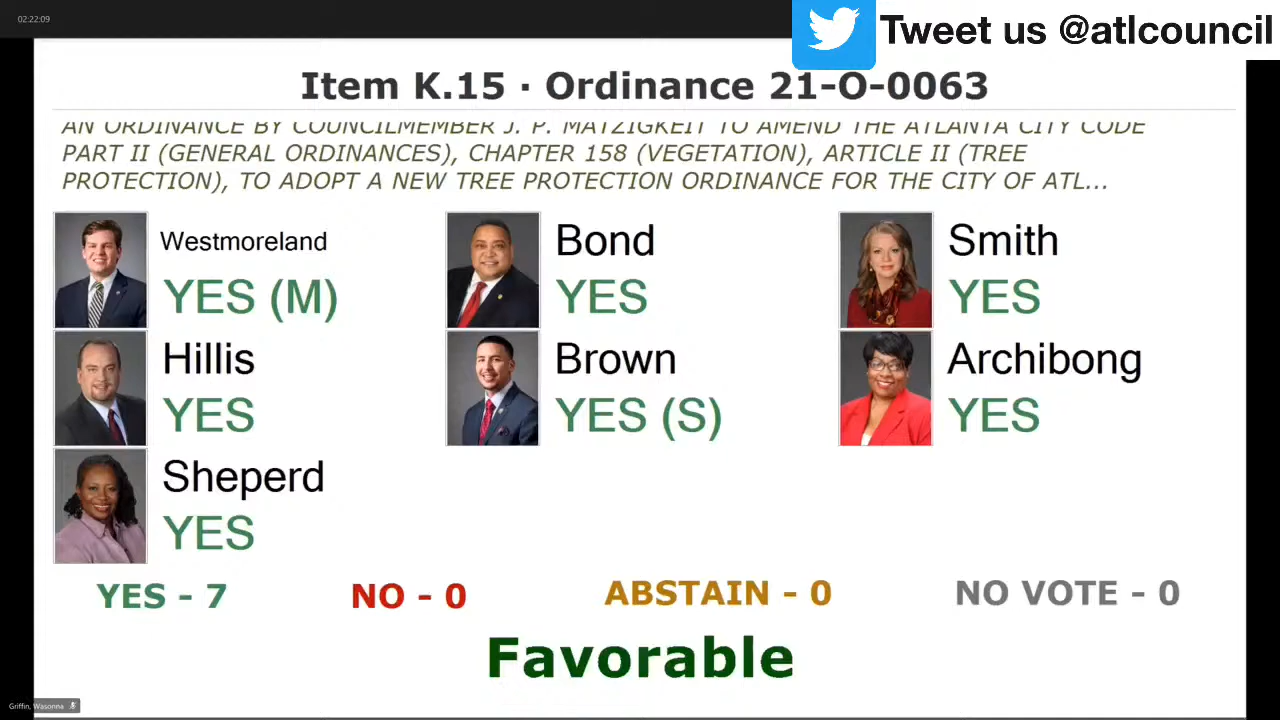 02:22:09
Tweet us @atlcouncil
Item K.15 · Ordinance 21-O-0063
AN ORDINANCE BY COUNCILMEMBER J. P. MATZIGKEIT TO AMEND THE ATLANTA CITY CODE
PART II (GENERAL ORDINANCES), CHAPTER 158 (VEGETATION), ARTICLE II (TREE
PROTECTION), TO ADOPT A NEW TREE PROTECTION ORDINANCE FOR THE CITY OF ATL...
Westmoreland
YES (M)
Bond
YES
Smith
YES
Hillis
YES
Brown
YES (S)
Archibong
YES
Sheperd
YES
YES - 7
NO - 0
ABSTAIN - 0
NO VOTE - 0
Favorable
Griffin, Wasonna